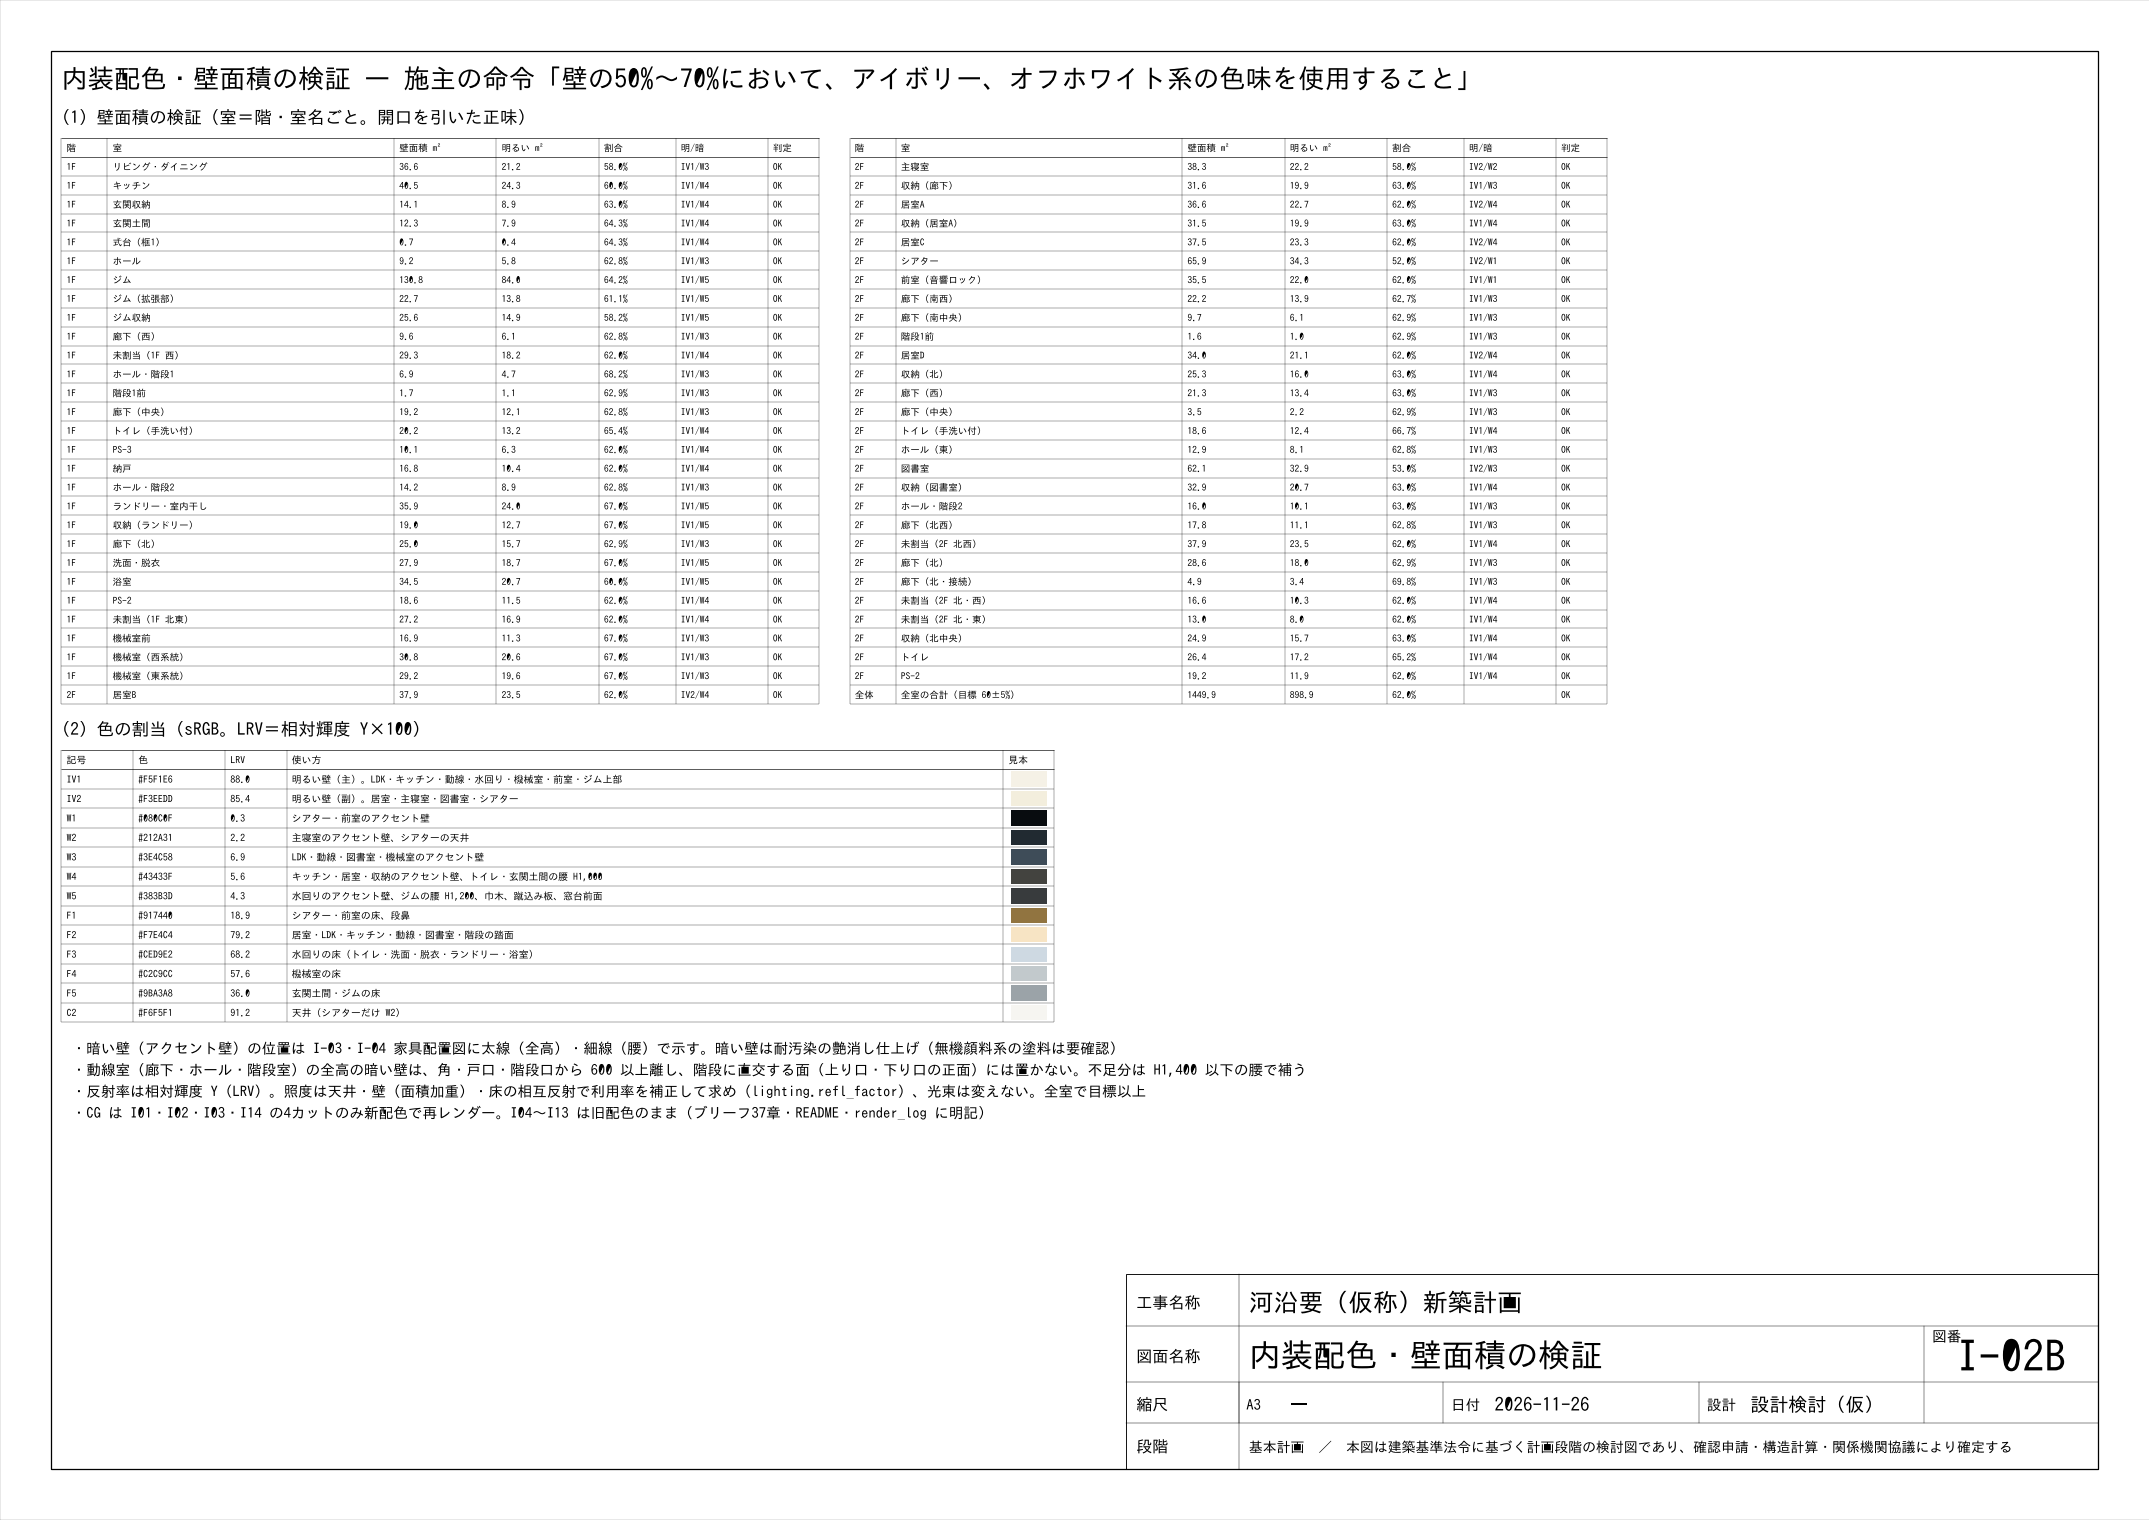 内装配色・壁面積の検証 ― 施主の命令「壁の50%～70%において、アイボリー、オフホワイト系の色味を使用すること」
(1) 壁面積の検証（室＝階・室名ごと。開口を引いた正味）
階 室 壁面積 ㎡ 明るい ㎡ 割合 明/暗 判定
1F リビング・ダイニング 36.6 21.2 58.0% IV1/W3 OK
1F キッチン 40.5 24.3 60.0% IV1/W4 OK
1F 玄関収納 14.1 8.9 63.0% IV1/W4 OK
1F 玄関土間 12.3 7.9 64.3% IV1/W4 OK
1F 式台（框1） 0.7 0.4 64.3% IV1/W4 OK
1F ホール 9.2 5.8 62.8% IV1/W3 OK
1F ジム 130.8 84.0 64.2% IV1/W5 OK
1F ジム（拡張部） 22.7 13.8 61.1% IV1/W5 OK
1F ジム収納 25.6 14.9 58.2% IV1/W5 OK
1F 廊下（西） 9.6 6.1 62.8% IV1/W3 OK
1F 未割当（1F 西） 29.3 18.2 62.0% IV1/W4 OK
1F ホール・階段1 6.9 4.7 68.2% IV1/W3 OK
1F 階段1前 1.7 1.1 62.9% IV1/W3 OK
1F 廊下（中央） 19.2 12.1 62.8% IV1/W3 OK
1F トイレ（手洗い付） 20.2 13.2 65.4% IV1/W4 OK
1F PS-3 10.1 6.3 62.0% IV1/W4 OK
1F 納戸 16.8 10.4 62.0% IV1/W4 OK
1F ホール・階段2 14.2 8.9 62.8% IV1/W3 OK
1F ランドリー・室内干し 35.9 24.0 67.0% IV1/W5 OK
1F 収納（ランドリー） 19.0 12.7 67.0% IV1/W5 OK
1F 廊下（北） 25.0 15.7 62.9% IV1/W3 OK
1F 洗面・脱衣 27.9 18.7 67.0% IV1/W5 OK
1F 浴室 34.5 20.7 60.0% IV1/W5 OK
1F PS-2 18.6 11.5 62.0% IV1/W4 OK
1F 未割当（1F 北東） 27.2 16.9 62.0% IV1/W4 OK
1F 機械室前 16.9 11.3 67.0% IV1/W3 OK
1F 機械室（西系統） 30.8 20.6 67.0% IV1/W3 OK
1F 機械室（東系統） 29.2 19.6 67.0% IV1/W3 OK
2F 居室B 37.9 23.5 62.0% IV2/W4 OK
階 室 壁面積 ㎡ 明るい ㎡ 割合 明/暗 判定
2F 主寝室 38.3 22.2 58.0% IV2/W2 OK
2F 収納（廊下） 31.6 19.9 63.0% IV1/W3 OK
2F 居室A 36.6 22.7 62.0% IV2/W4 OK
2F 収納（居室A） 31.5 19.9 63.0% IV1/W4 OK
2F 居室C 37.5 23.3 62.0% IV2/W4 OK
2F シアター 65.9 34.3 52.0% IV2/W1 OK
2F 前室（音響ロック） 35.5 22.0 62.0% IV1/W1 OK
2F 廊下（南西） 22.2 13.9 62.7% IV1/W3 OK
2F 廊下（南中央） 9.7 6.1 62.9% IV1/W3 OK
2F 階段1前 1.6 1.0 62.9% IV1/W3 OK
2F 居室D 34.0 21.1 62.0% IV2/W4 OK
2F 収納（北） 25.3 16.0 63.0% IV1/W4 OK
2F 廊下（西） 21.3 13.4 63.0% IV1/W3 OK
2F 廊下（中央） 3.5 2.2 62.9% IV1/W3 OK
2F トイレ（手洗い付） 18.6 12.4 66.7% IV1/W4 OK
2F ホール（東） 12.9 8.1 62.8% IV1/W3 OK
2F 図書室 62.1 32.9 53.0% IV2/W3 OK
2F 収納（図書室） 32.9 20.7 63.0% IV1/W4 OK
2F ホール・階段2 16.0 10.1 63.0% IV1/W3 OK
2F 廊下（北西） 17.8 11.1 62.8% IV1/W3 OK
2F 未割当（2F 北西） 37.9 23.5 62.0% IV1/W4 OK
2F 廊下（北） 28.6 18.0 62.9% IV1/W3 OK
2F 廊下（北・接続） 4.9 3.4 69.8% IV1/W3 OK
2F 未割当（2F 北・西） 16.6 10.3 62.0% IV1/W4 OK
2F 未割当（2F 北・東） 13.0 8.0 62.0% IV1/W4 OK
2F 収納（北中央） 24.9 15.7 63.0% IV1/W4 OK
2F トイレ 26.4 17.2 65.2% IV1/W4 OK
2F PS-2 19.2 11.9 62.0% IV1/W4 OK
全体 全室の合計（目標 60±5%） 1449.9 898.9 62.0% OK
(2) 色の割当（sRGB。LRV＝相対輝度 Y×100）
記号 色 LRV 使い方 見本
IV1 #F5F1E6 88.0 明るい壁（主）。LDK・キッチン・動線・水回り・機械室・前室・ジム上部
IV2 #F3EEDD 85.4 明るい壁（副）。居室・主寝室・図書室・シアター
W1 #080C0F 0.3 シアター・前室のアクセント壁
W2 #212A31 2.2 主寝室のアクセント壁、シアターの天井
W3 #3E4C58 6.9 LDK・動線・図書室・機械室のアクセント壁
W4 #43433F 5.6 キッチン・居室・収納のアクセント壁、トイレ・玄関土間の腰 H1,000
W5 #383B3D 4.3 水回りのアクセント壁、ジムの腰 H1,200、巾木、蹴込み板、窓台前面
F1 #917440 18.9 シアター・前室の床、段鼻
F2 #F7E4C4 79.2 居室・LDK・キッチン・動線・図書室・階段の踏面
F3 #CED9E2 68.2 水回りの床（トイレ・洗面・脱衣・ランドリー・浴室）
F4 #C2C9CC 57.6 機械室の床
F5 #9BA3A8 36.0 玄関土間・ジムの床
C2 #F6F5F1 91.2 天井（シアターだけ W2）
・暗い壁（アクセント壁）の位置は I-03・I-04 家具配置図に太線（全高）・細線（腰）で示す。暗い壁は耐汚染の艶消し仕上げ（無機顔料系の塗料は要確認）
・動線室（廊下・ホール・階段室）の全高の暗い壁は、角・戸口・階段口から 600 以上離し、階段に直交する面（上り口・下り口の正面）には置かない。不足分は H1,400 以下の腰で補う
・反射率は相対輝度 Y（LRV）。照度は天井・壁（面積加重）・床の相互反射で利用率を補正して求め（lighting.refl_factor）、光束は変えない。全室で目標以上
・CG は I01・I02・I03・I14 の4カットのみ新配色で再レンダー。I04～I13 は旧配色のまま（ブリーフ37章・README・render_log に明記）
工事名称 河沿要（仮称）新築計画
図面名称 内装配色・壁面積の検証 図番 I-02B
縮尺 A3 ― 日付 2026-11-26 設計 設計検討（仮）
段階 基本計画 ／ 本図は建築基準法令に基づく計画段階の検討図であり、確認申請・構造計算・関係機関協議により確定する